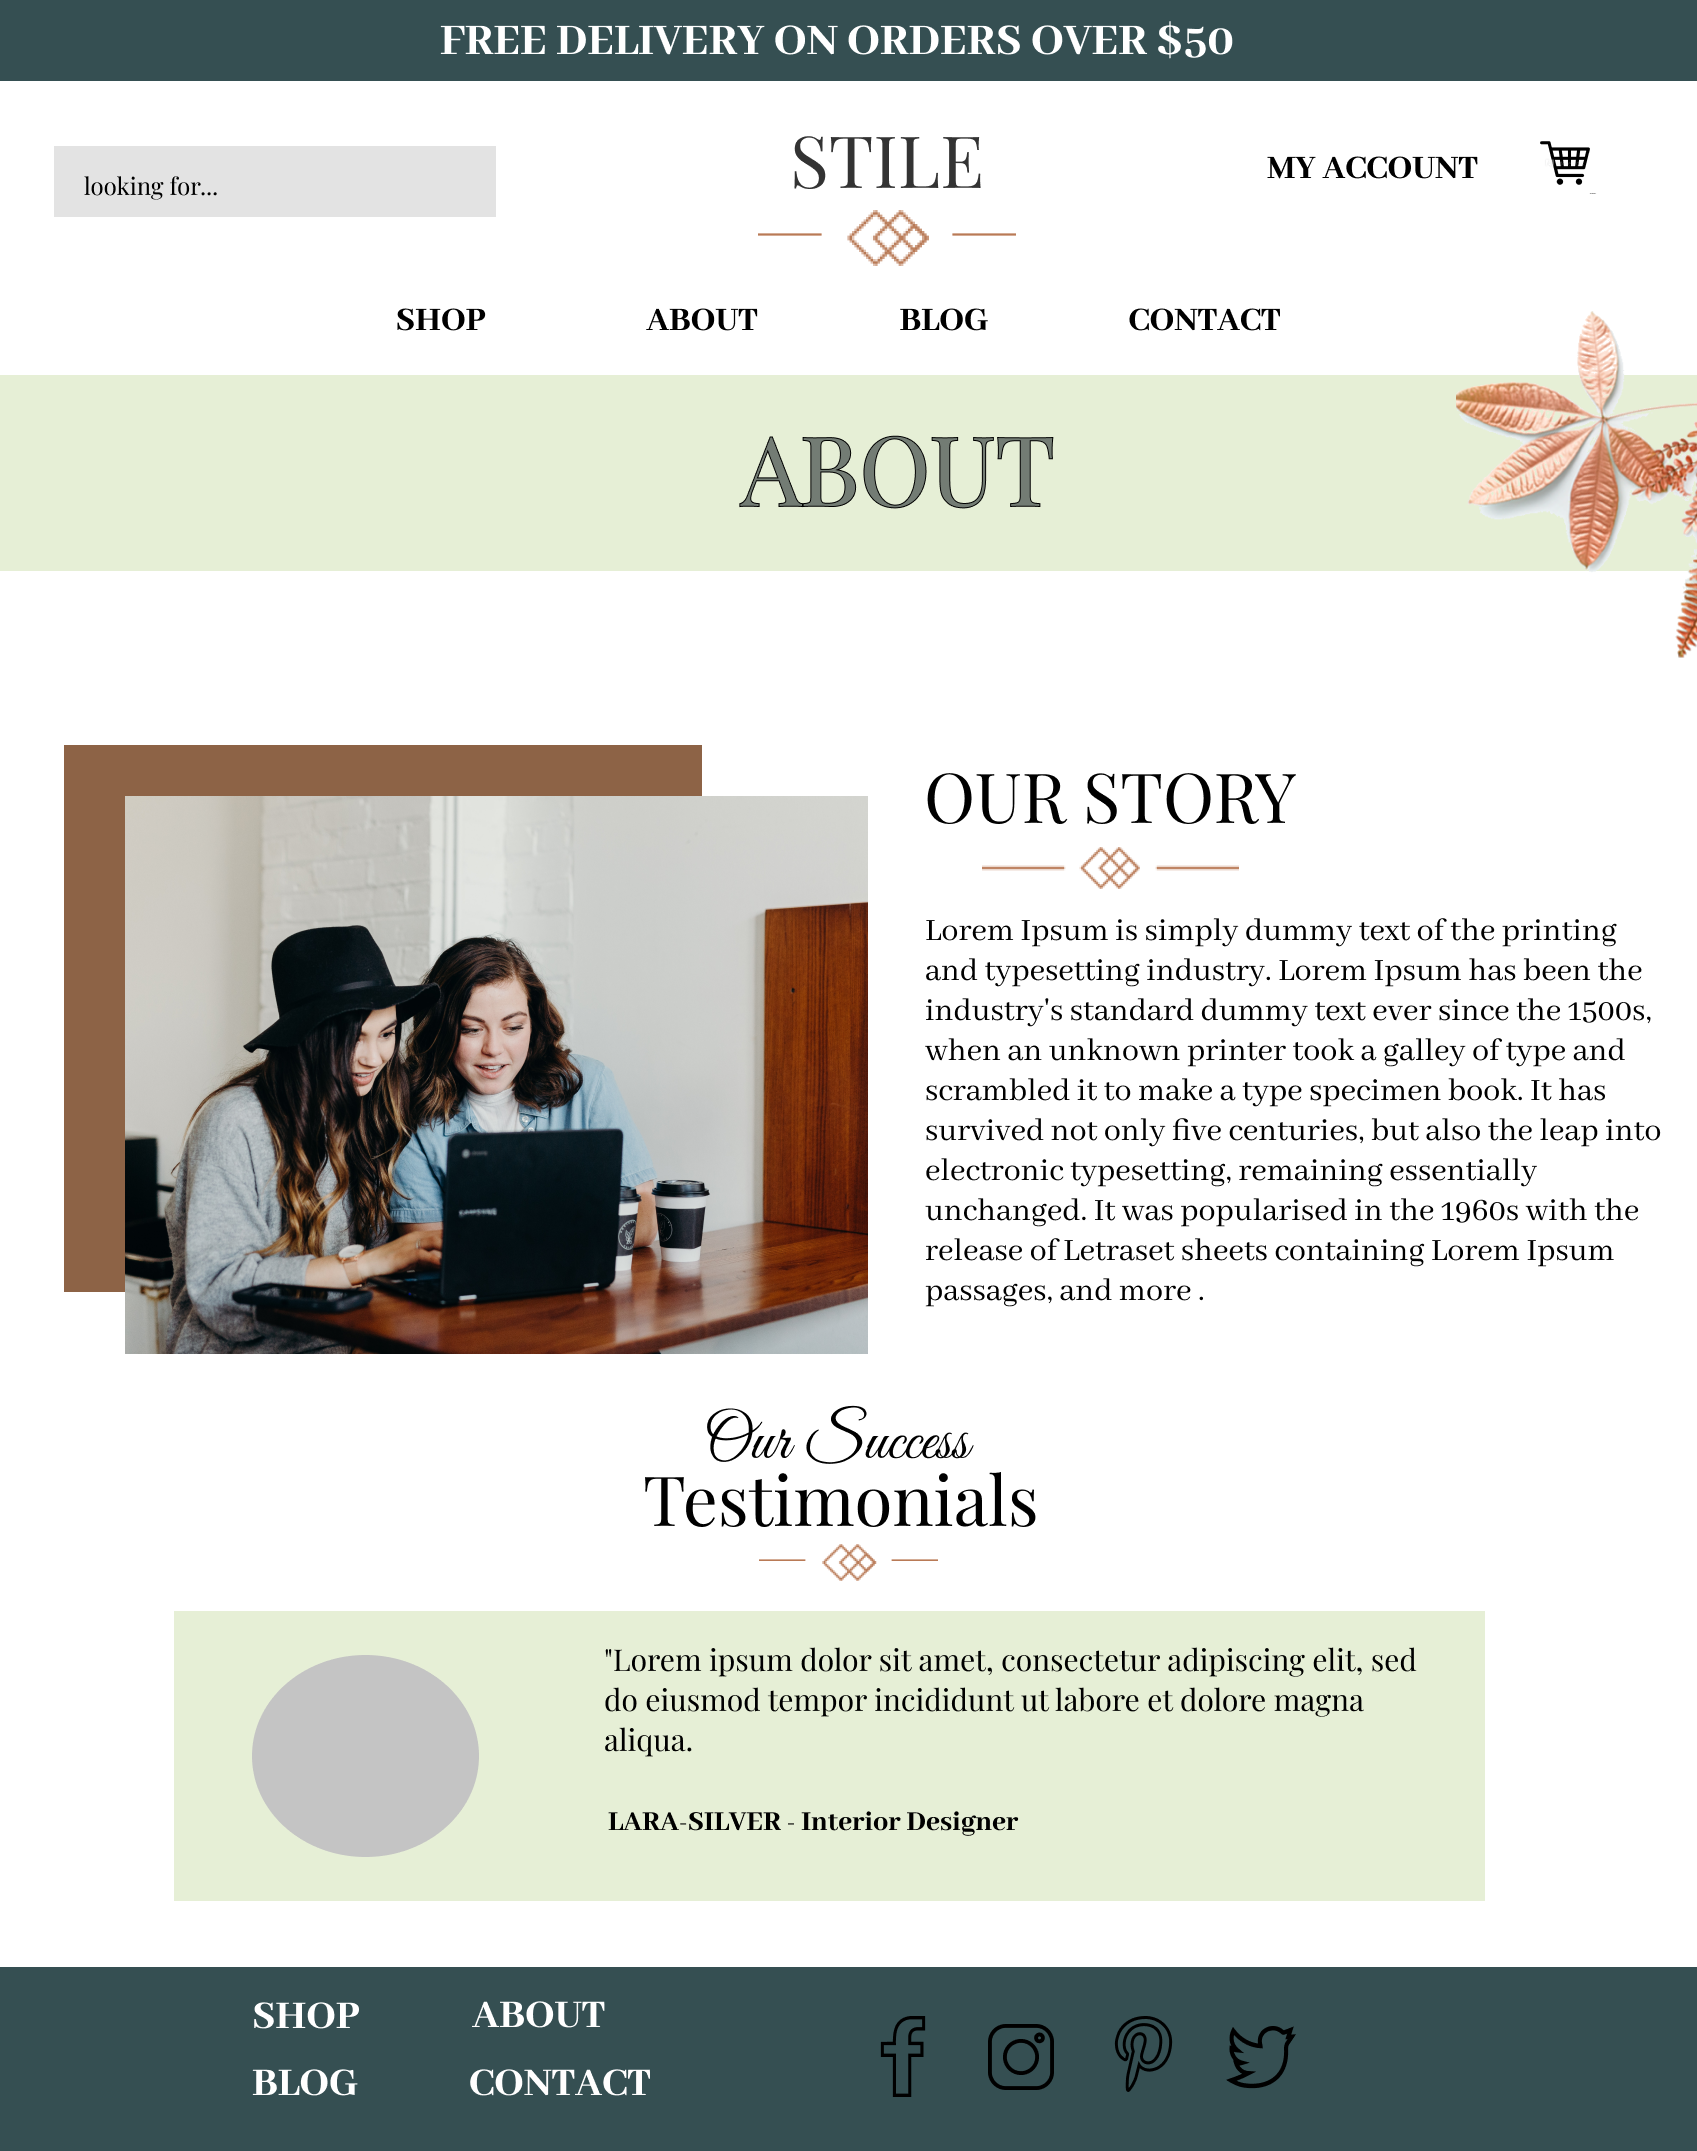 FREE DELIVERY ON ORDERS OVER $50
looking for...
STILE
MY ACCOUNT
SHOP ABOUT BLOG CONTACT
ABOUT
OUR STORY
Lorem Ipsum is simply dummy text of the printing
and typesetting industry. Lorem Ipsum has been the
industry's standard dummy text ever since the 1500s,
when an unknown printer took a galley of type and
scrambled it to make a type specimen book. It has
survived not only five centuries, but also the leap into
electronic typesetting, remaining essentially
unchanged. It was popularised in the 1960s with the
release of Letraset sheets containing Lorem Ipsum
passages, and more .
SAMSUNG
Our Success
Testimonials
"Lorem ipsum dolor sit amet, consectetur adipiscing elit, sed
do eiusmod tempor incididunt ut labore et dolore magna
aliqua.
LARA-SILVER - Interior Designer
SHOP ABOUT
BLOG CONTACT